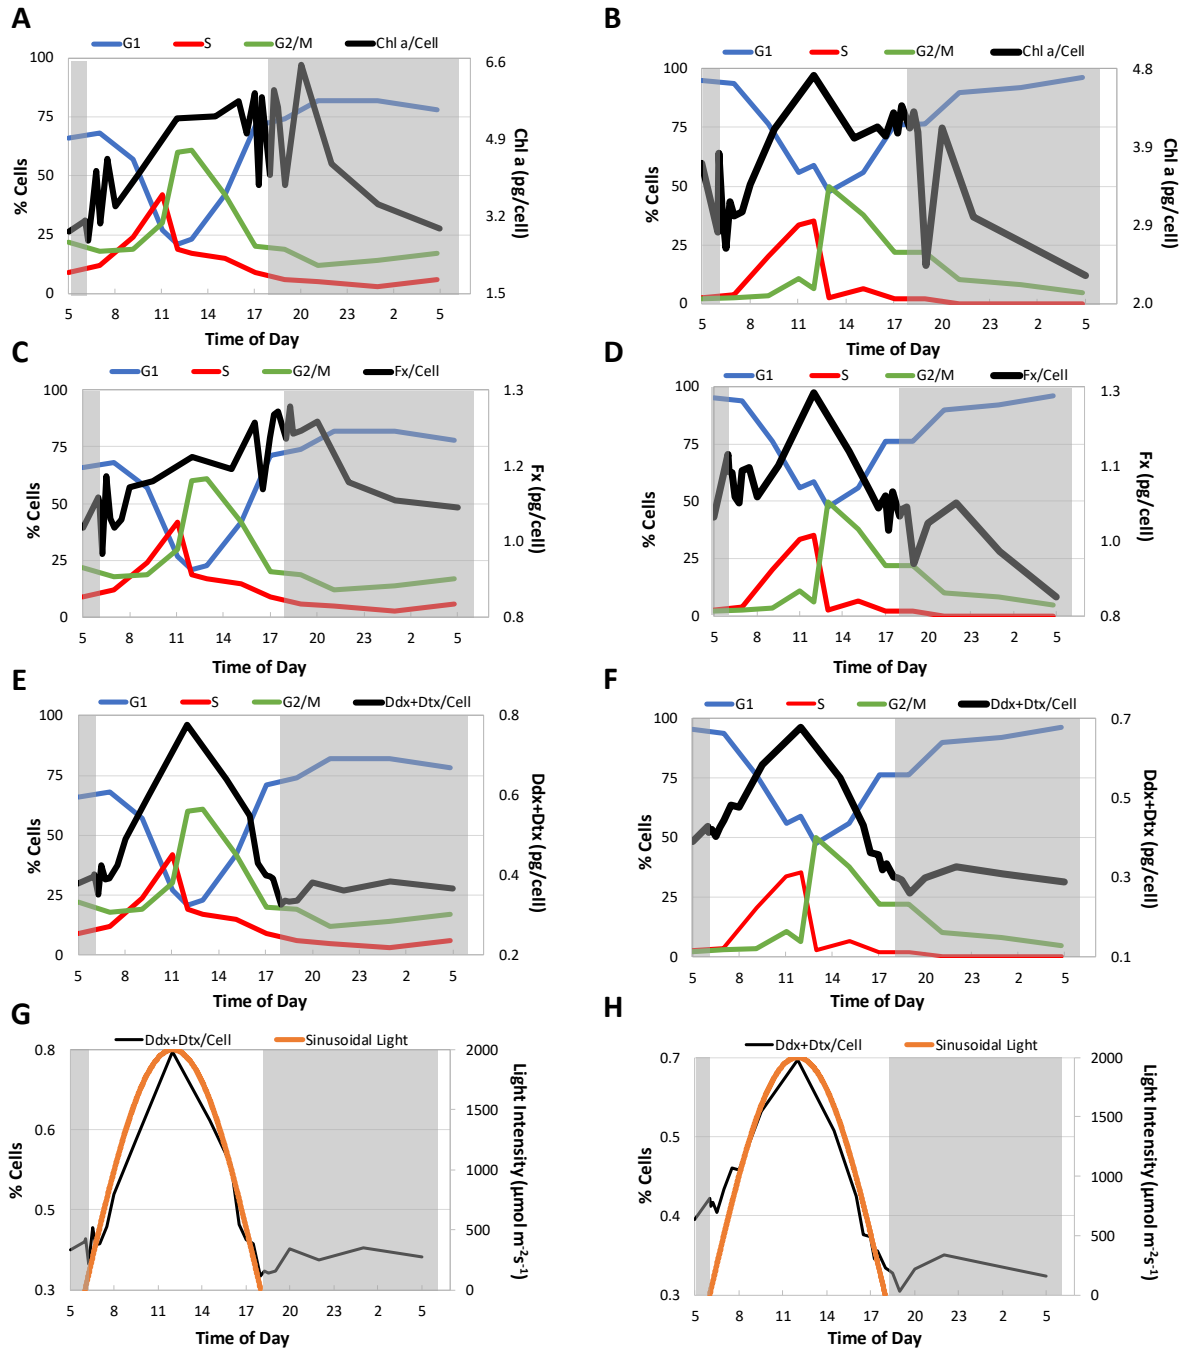 A
G1 S G2/M Chl a/Cell
100
75
50
25
0
% Cells
6.6
4.9
3.2
1.5
Chl a (pg/cell)
5 8 11 14 17 20 23 2 5
Time of Day
B
G1 S G2/M Chl a/Cell
100
75
50
25
0
% Cells
4.8
3.9
2.9
2.0
Chl a (pg/cell)
5 8 11 14 17 20 23 2 5
Time of Day
C
G1 S G2/M Fx/Cell
100
75
50
25
0
% Cells
1.3
1.2
1.0
0.8
Fx (pg/cell)
5 8 11 14 17 20 23 2 5
Time of Day
D
G1 S G2/M Fx/Cell
100
75
50
25
0
% Cells
1.3
1.1
1.0
0.8
Fx (pg/cell)
5 8 11 14 17 20 23 2 5
Time of Day
E
G1 S G2/M Ddx+Dtx/Cell
100
75
50
25
0
% Cells
0.8
0.6
0.4
0.2
Ddx+Dtx (pg/cell)
5 8 11 14 17 20 23 2 5
Time of Day
F
G1 S G2/M Ddx+Dtx/Cell
100
75
50
25
0
% Cells
0.7
0.5
0.3
0.1
Ddx+Dtx (pg/cell)
5 8 11 14 17 20 23 2 5
Time of Day
G
Ddx+Dtx/Cell Sinusoidal Light
0.8
0.6
0.5
0.3
% Cells
2000
1500
1000
500
0
Light Intensity (µmol m⁻²s⁻¹)
5 8 11 14 17 20 23 2 5
Time of Day
H
Ddx+Dtx/Cell Sinusoidal Light
0.7
0.5
0.4
0.3
% Cells
2000
1500
1000
500
0
Light Intensity (µmol m⁻²s⁻¹)
5 8 11 14 17 20 23 2 5
Time of Day